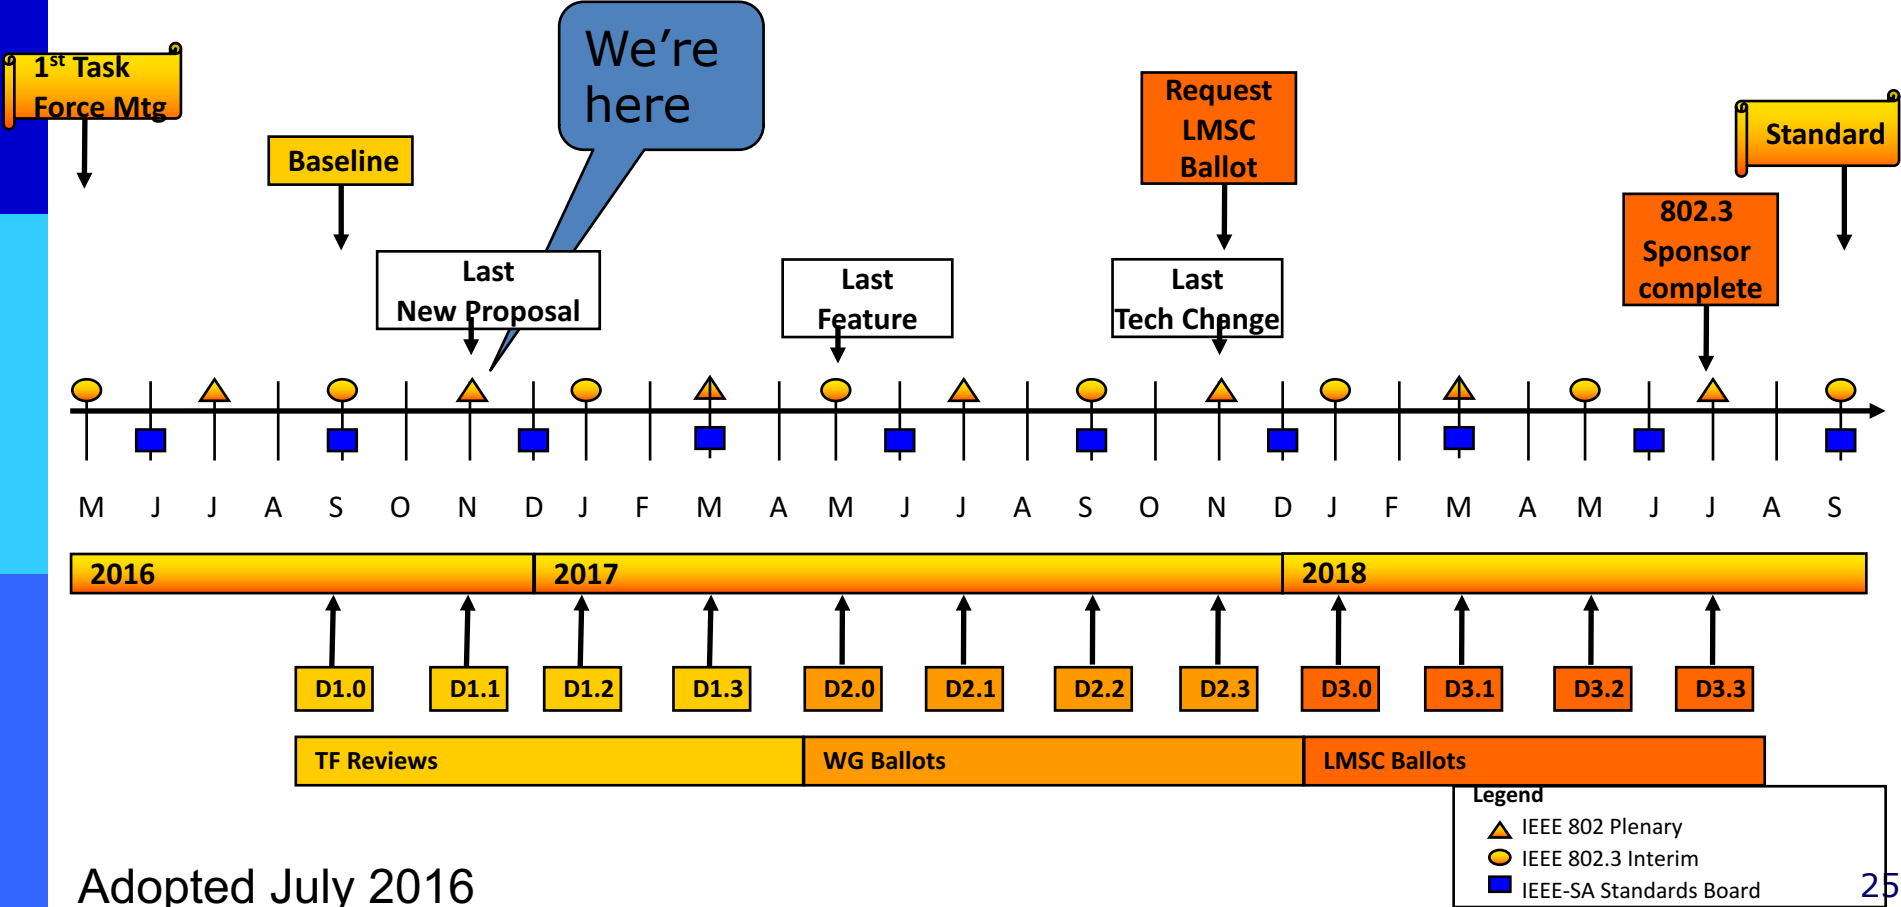 1st Task
Force Mtg
We're
here
Baseline
Request
LMSC
Ballot
Standard
802.3
Sponsor
complete
Last
New Proposal
Last
Feature
Last
Tech Change
M J J A S O N D J F M A M J J A S O N D J F M A M J J A S
2016 2017 2018
D1.0 D1.1 D1.2 D1.3 D2.0 D2.1 D2.2 D2.3 D3.0 D3.1 D3.2 D3.3
TF Reviews WG Ballots LMSC Ballots
Legend
IEEE 802 Plenary
IEEE 802.3 Interim
IEEE-SA Standards Board
Adopted July 2016
25